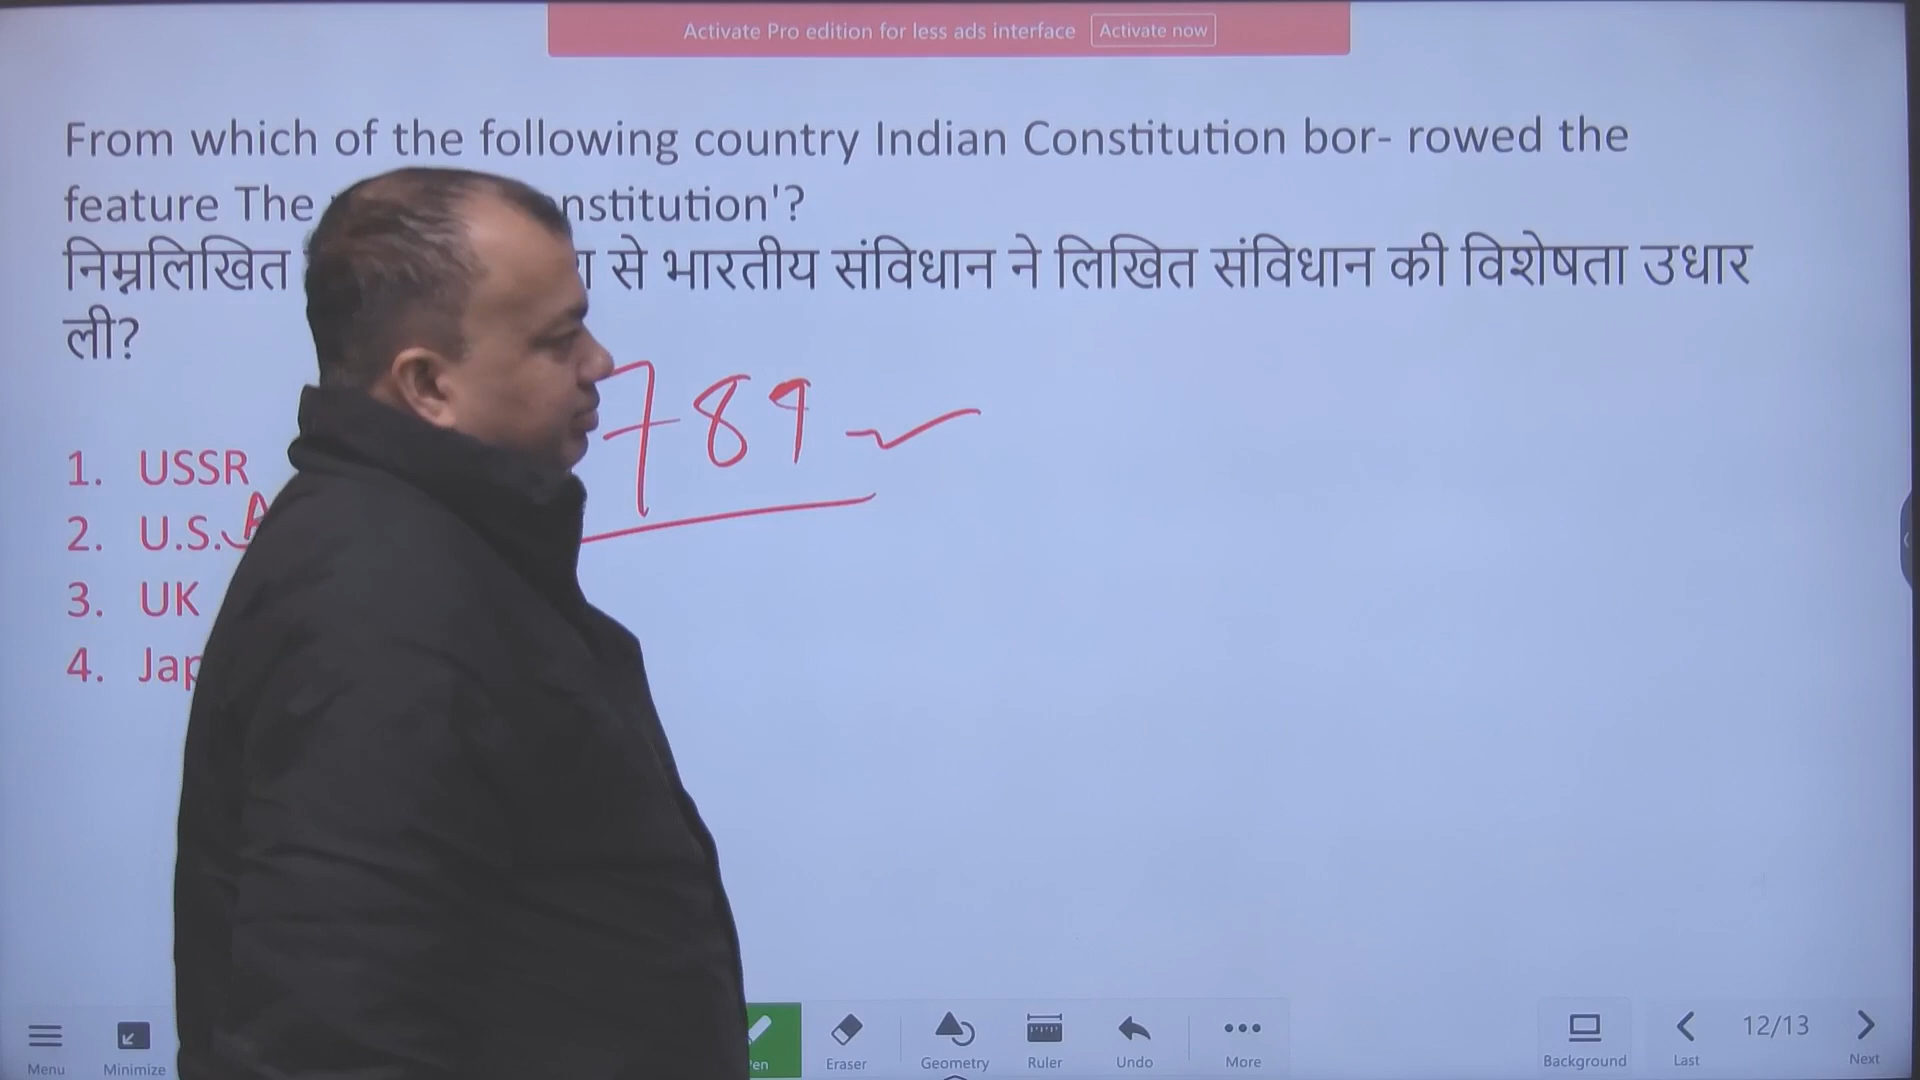 Activate Pro edition for less ads interface Activate now
From which of the following country Indian Constitution bor- rowed the
feature The nstitution'?
निम्नलिखित से भारतीय संविधान ने लिखित संविधान की विशेषता उधार
ली?
789
1. USSR
2. U.S. A
3. UK
4. Jap
Menu Minimize en Eraser Geometry Ruler Undo More Background Last 12/13 Next